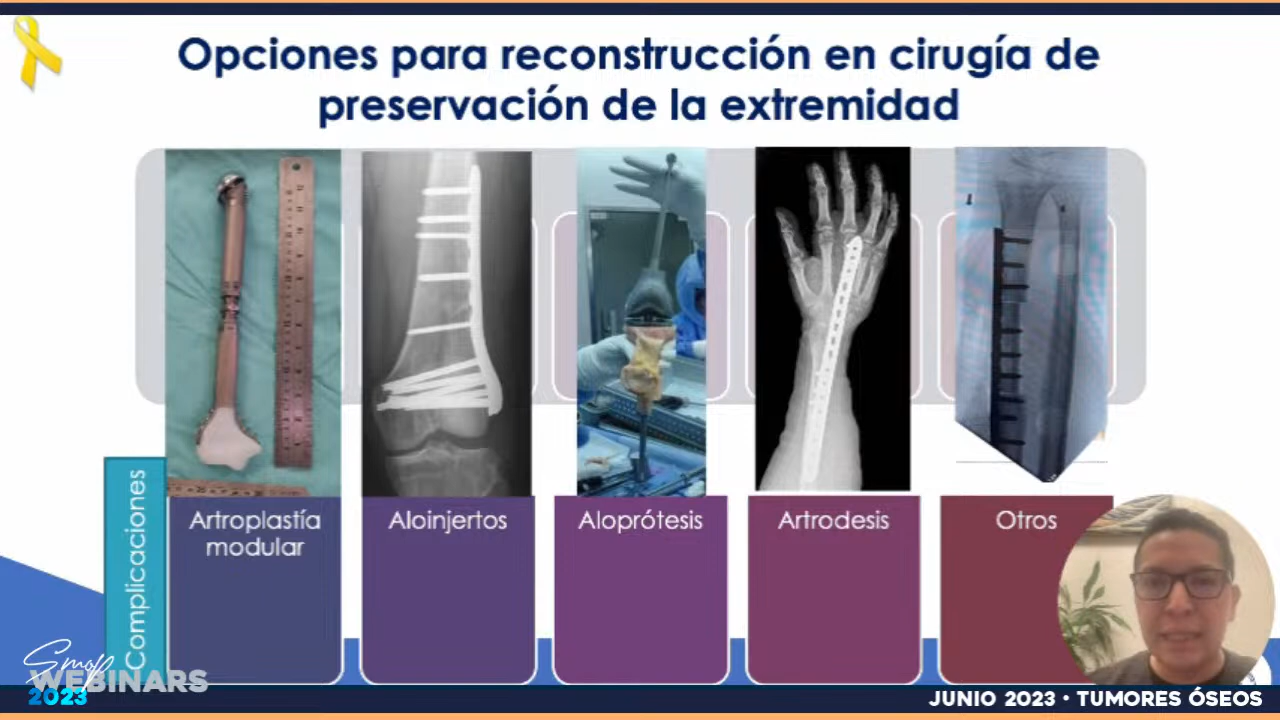 Opciones para reconstrucción en cirugía de
preservación de la extremidad
Complicaciones
Artroplastía
modular
Aloinjertos
Aloprótesis
Artrodesis
Otros
Smop
WEBINARS
2023
JUNIO 2023 • TUMORES ÓSEOS